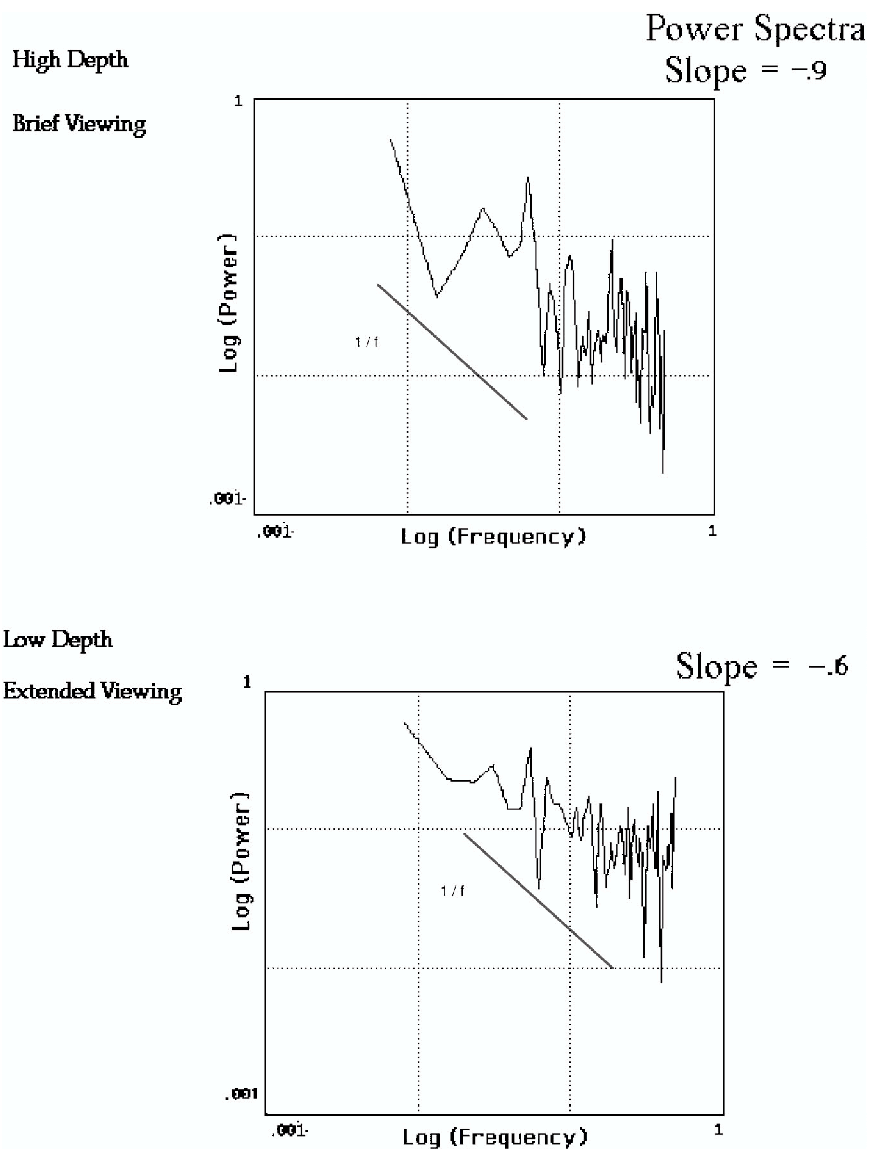 Power Spectra
High Depth
Slope = -.9
Brief Viewing
1
Log (Power)
1/f
.001-
.001-
Log (Frequency)
1
Low Depth
Slope = -.6
Extended Viewing
1
Log (Power)
1/f
.001
.001-
Log (Frequency)
1